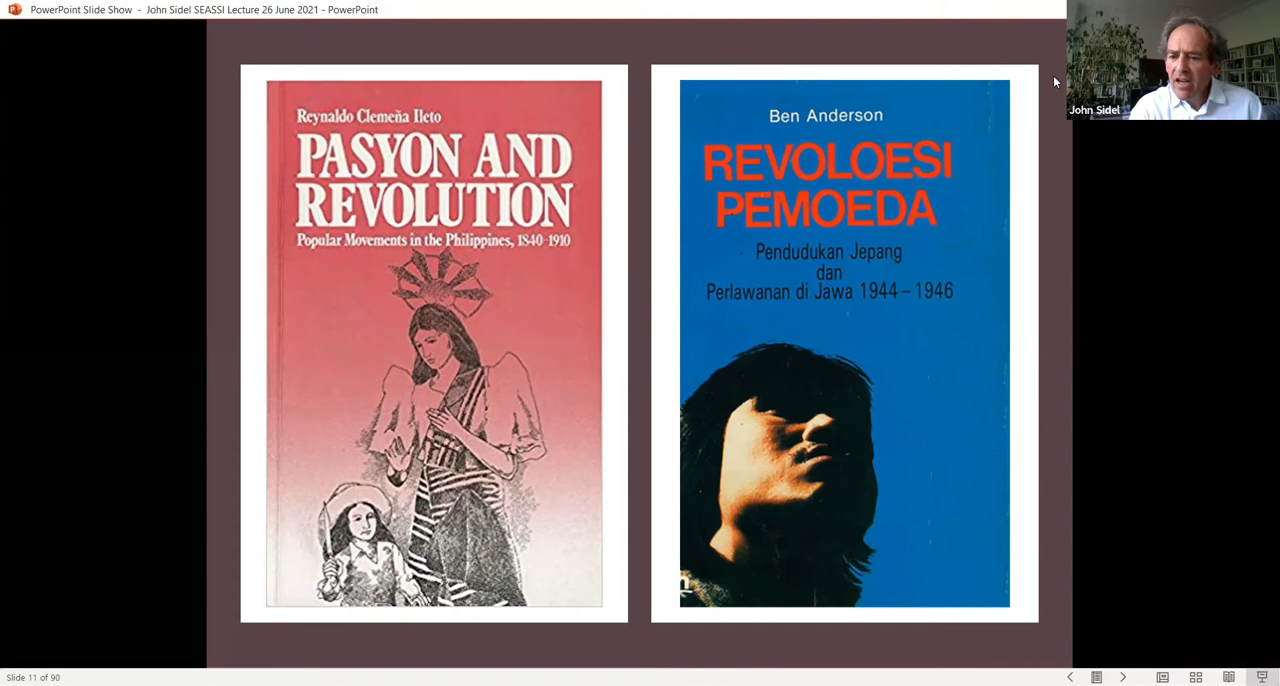 PowerPoint Slide Show - John Sidel SEASSI Lecture 26 June 2021 - PowerPoint
John Sidel
Reynaldo Clemeña Ileto
PASYON AND
REVOLUTION
Popular Movements in the Philippines, 1840-1910
Ben Anderson
REVOLOESI
PEMOEDA
Pendudukan Jepang
dan
Perlawanan di Jawa 1944 – 1946
Slide 11 of 90